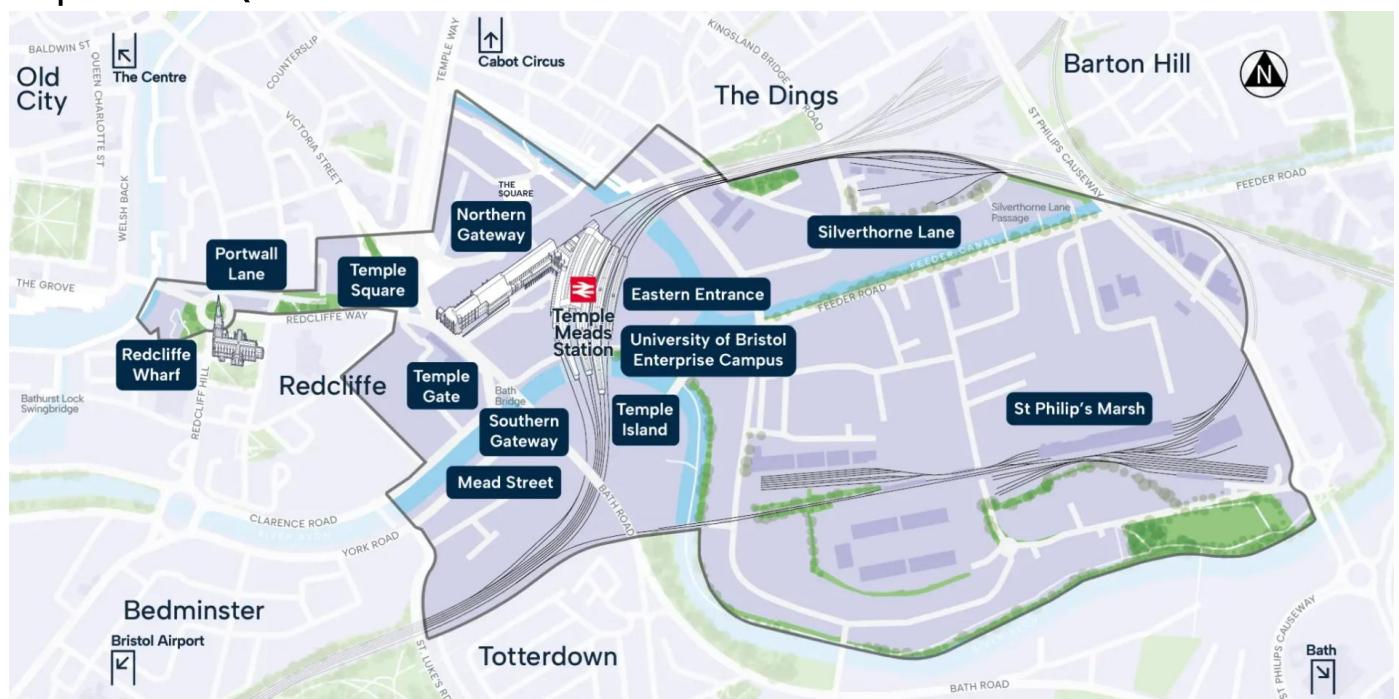 BALDWIN ST
Old
City
QUEEN CHARLOTTE ST
The Centre
COUNTERSLIP
TEMPLE WAY
Cabot Circus
KINGSLAND BRIDGE
ROAD
The Dings
Barton Hill
N
VICTORIA STREET
ST PHILIPS CAUSEWAY
FEEDER ROAD
WELSH BACK
THE
SQUARE
Northern
Gateway
Silverthorne Lane
Passage
Silverthorne Lane
FEEDER CANAL
FEEDER ROAD
Portwall
Lane
Temple
Square
THE GROVE
REDCLIFFE WAY
Eastern Entrance
Temple
Meads
Station
University of Bristol
Enterprise Campus
Redcliffe
Wharf
Redcliffe
Temple
Gate
Bath
Bridge
Bathurst Lock
Swingbridge
REDCLIFF HILL
Southern
Gateway
Temple
Island
St Philip's Marsh
Mead Street
BATH ROAD
CLARENCE ROAD
RIVER AVON
YORK ROAD
Bedminster
Bristol Airport
ST. LUKE'S RD
Totterdown
BATH ROAD
ST PHILIPS CAUSEWAY
Bath